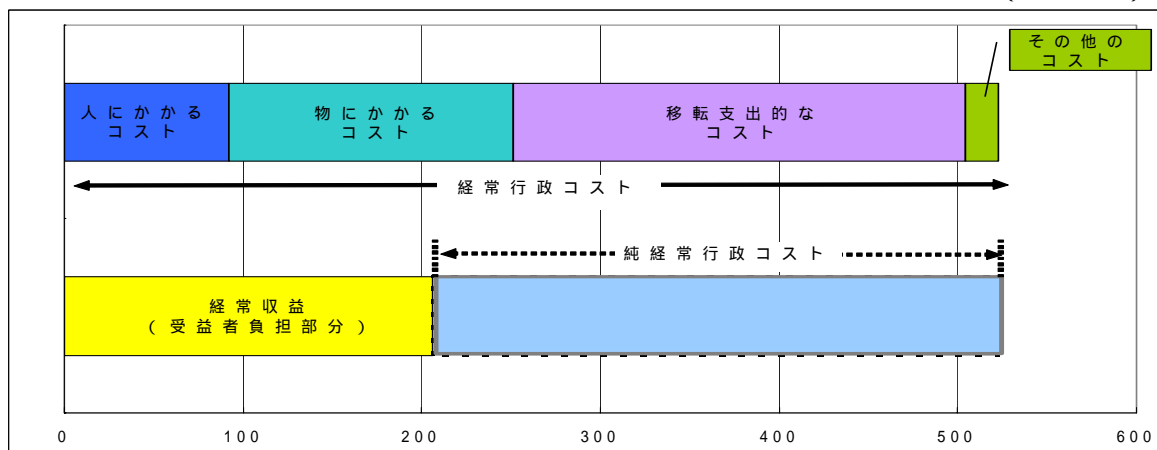 その他の
コスト
人にかかる
コスト
物にかかる
コスト
移転支出的な
コスト
経常行政コスト
純経常行政コスト
経常収益
(受益者負担部分)
0 100 200 300 400 500 600